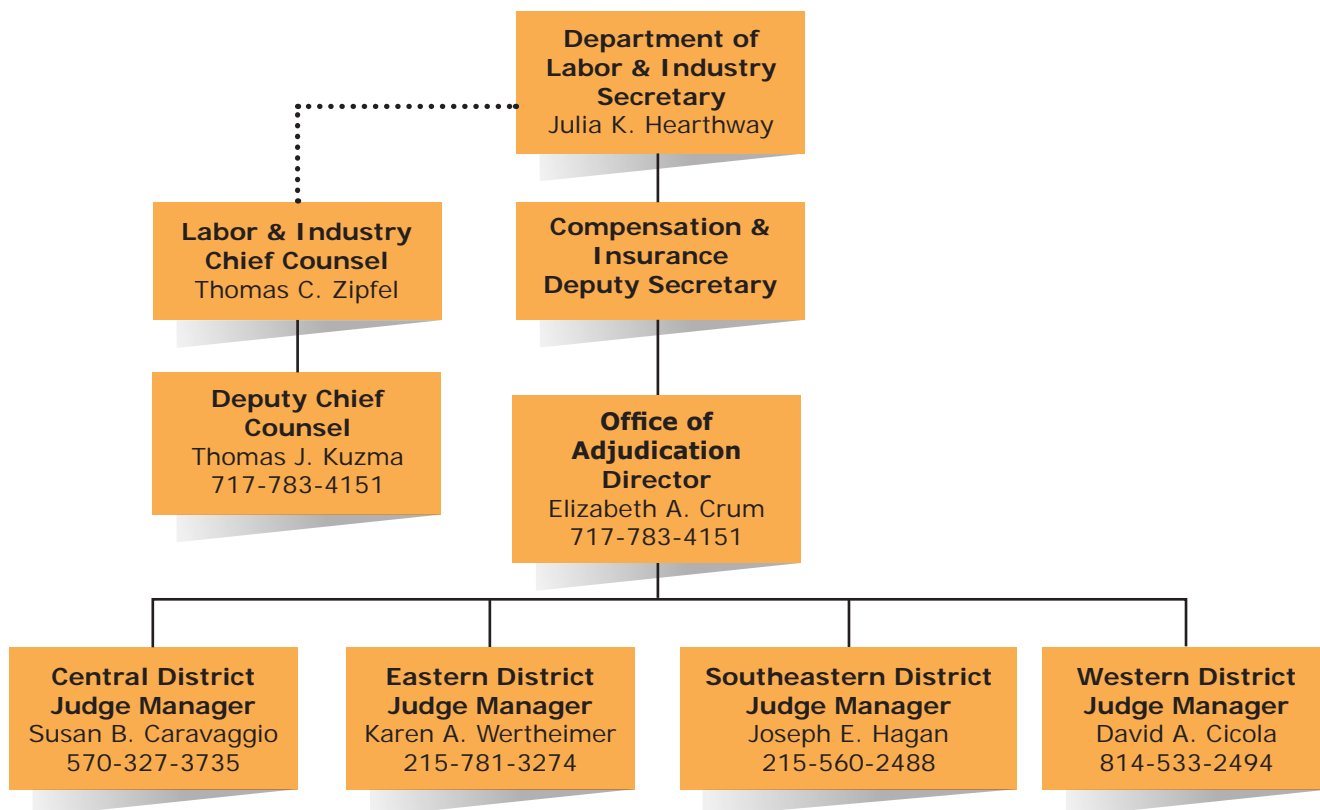 Department of
Labor & Industry
Secretary
Julia K. Hearthway
Labor & Industry
Chief Counsel
Thomas C. Zipfel
Compensation &
Insurance
Deputy Secretary
Deputy Chief
Counsel
Thomas J. Kuzma
717-783-4151
Office of
Adjudication
Director
Elizabeth A. Crum
717-783-4151
Central District
Judge Manager
Susan B. Caravaggio
570-327-3735
Eastern District
Judge Manager
Karen A. Wertheimer
215-781-3274
Southeastern District
Judge Manager
Joseph E. Hagan
215-560-2488
Western District
Judge Manager
David A. Cicola
814-533-2494